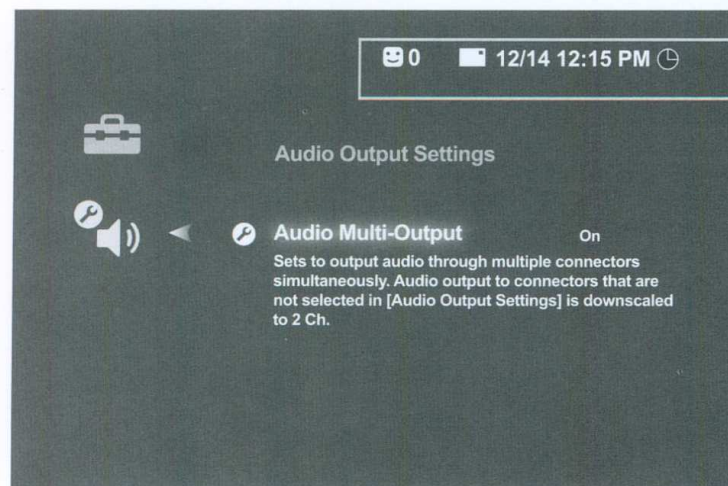 0 12/14 12:15 PM
Audio Output Settings
Audio Multi-Output On
Sets to output audio through multiple connectors
simultaneously. Audio output to connectors that are
not selected in [Audio Output Settings] is downscaled
to 2 Ch.